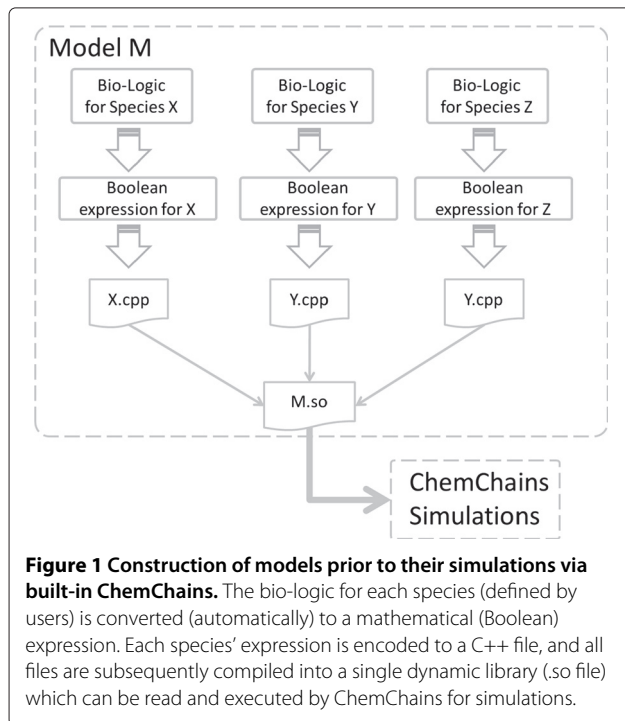 Model M
Bio-Logic
for Species X
Bio-Logic
for Species Y
Bio-Logic
for Species Z
Boolean
expression for X
Boolean
expression for Y
Boolean
expression for Z
X.cpp
Y.cpp
Y.cpp
M.so
ChemChains
Simulations
Figure 1 Construction of models prior to their simulations via
built-in ChemChains. The bio-logic for each species (defined by
users) is converted (automatically) to a mathematical (Boolean)
expression. Each species' expression is encoded to a C++ file, and all
files are subsequently compiled into a single dynamic library (.so file)
which can be read and executed by ChemChains for simulations.